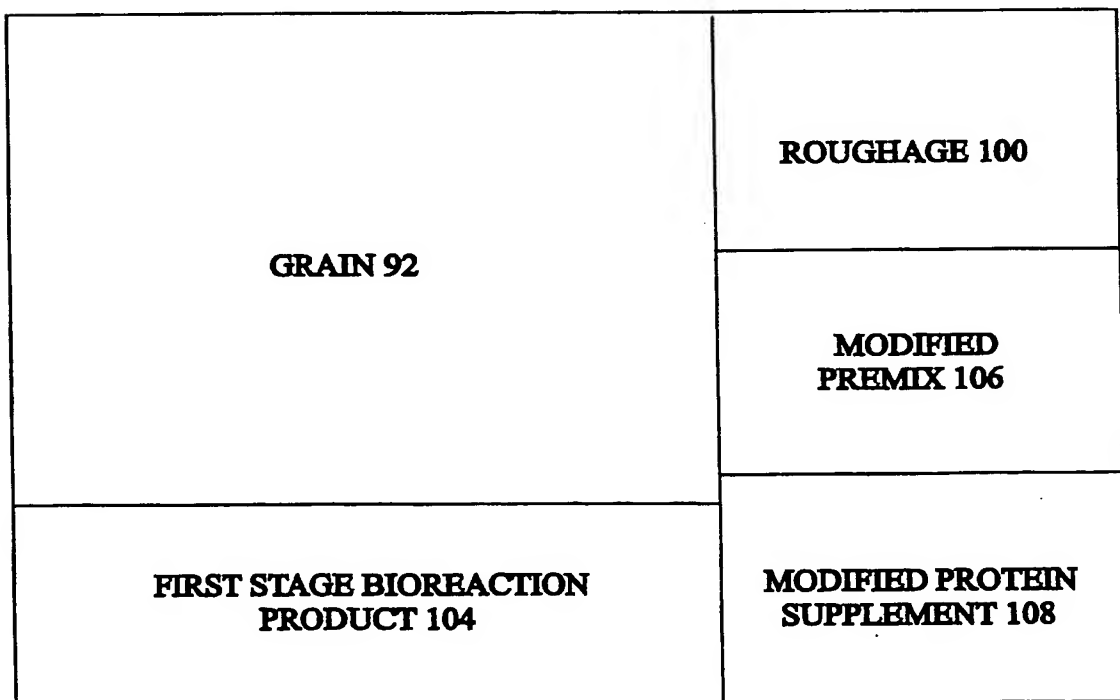 GRAIN 92
FIRST STAGE BIOREACTION
PRODUCT 104
ROUGHAGE 100
MODIFIED
PREMIX 106
MODIFIED PROTEIN
SUPPLEMENT 108